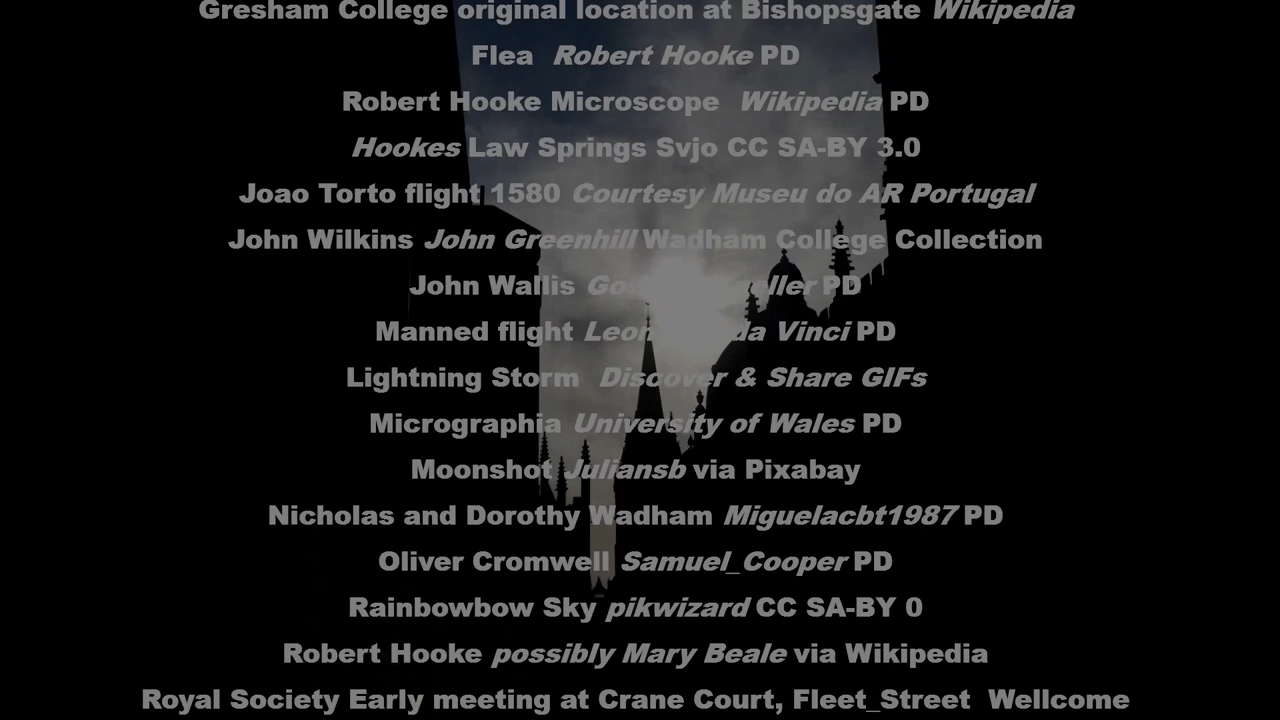 Gresham College original location at Bishopsgate Wikipedia
Flea Robert Hooke PD
Robert Hooke Microscope Wikipedia PD
Hookes Law Springs Svjo CC SA-BY 3.0
Joao Torto flight 1580 Courtesy Museu do AR Portugal
John Wilkins John Greenhill Wadham College Collection
John Wallis PD
Manned flight da Vinci PD
Lightning Storm Discover & Share GIFs
Micrographia University of Wales PD
Moonshot Juliansb via Pixabay
Nicholas and Dorothy Wadham Miguelacbt1987 PD
Oliver Cromwell Samuel_Cooper PD
Rainbowbow Sky pikwizard CC SA-BY 0
Robert Hooke possibly Mary Beale via Wikipedia
Royal Society Early meeting at Crane Court, Fleet_Street Wellcome